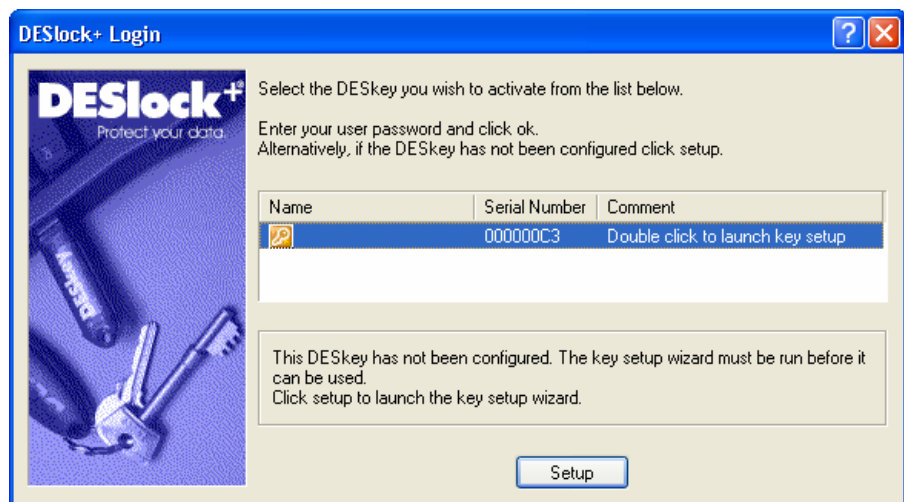 DESlock+ Login
DESlock+
Protect your data.
DESkey
Select the DESkey you wish to activate from the list below.
Enter your user password and click ok.
Alternatively, if the DESkey has not been configured click setup.
Name Serial Number Comment
000000C3 Double click to launch key setup
This DESkey has not been configured. The key setup wizard must be run before it
can be used.
Click setup to launch the key setup wizard.
Setup